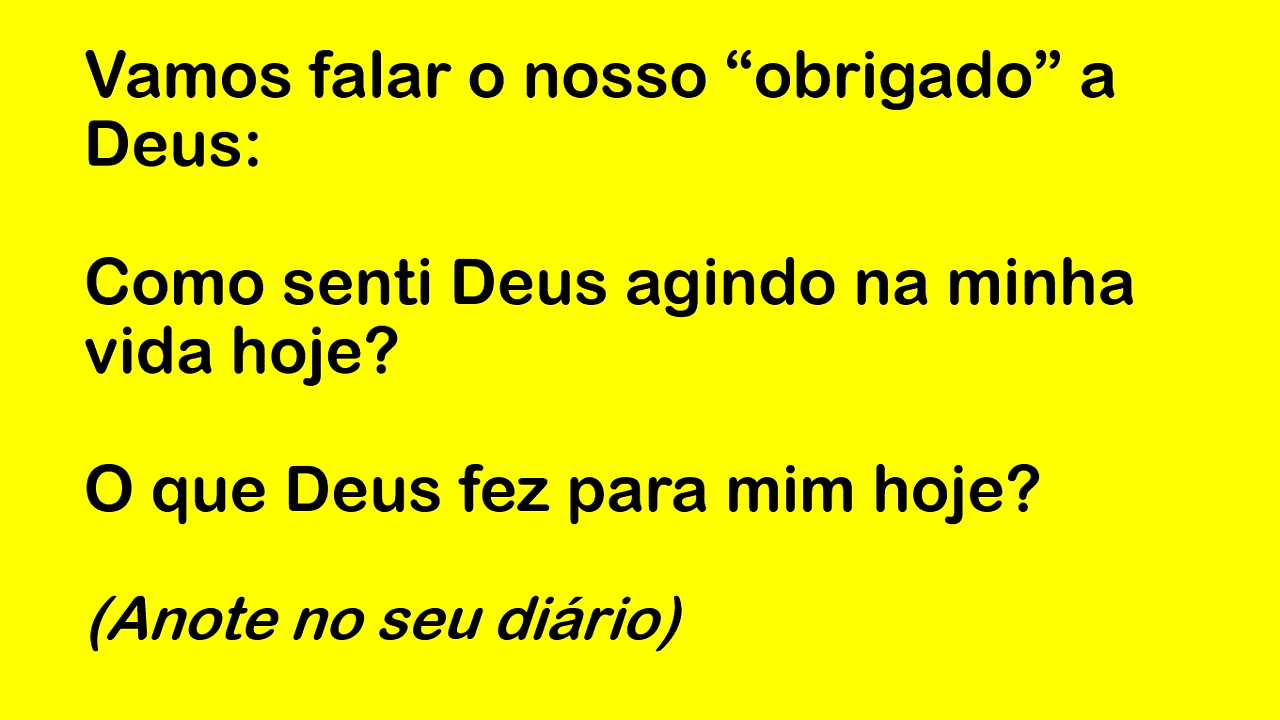 Vamos falar o nosso “obrigado” a
Deus:
Como senti Deus agindo na minha
vida hoje?
O que Deus fez para mim hoje?
(Anote no seu diário)